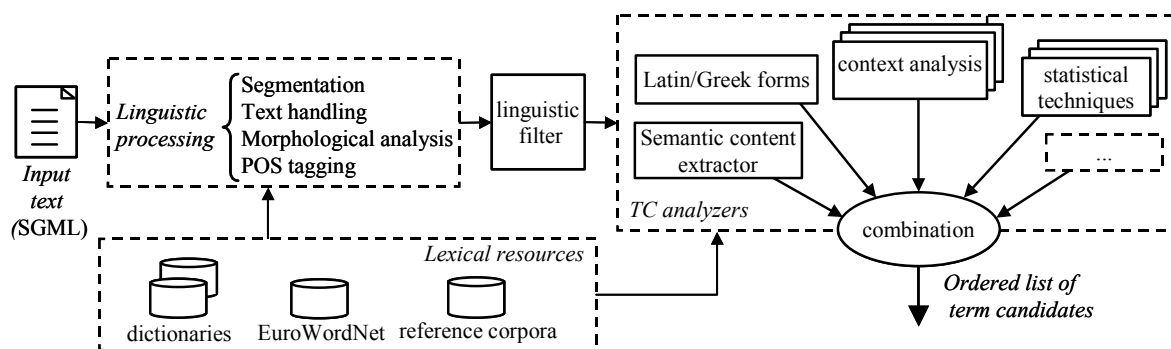 Input
text
(SGML)
Linguistic
processing
Segmentation
Text handling
Morphological analysis
POS tagging
linguistic
filter
Latin/Greek forms
context analysis
statistical
techniques
Semantic content
extractor
...
TC analyzers
combination
Lexical resources
dictionaries
EuroWordNet
reference corpora
Ordered list of
term candidates